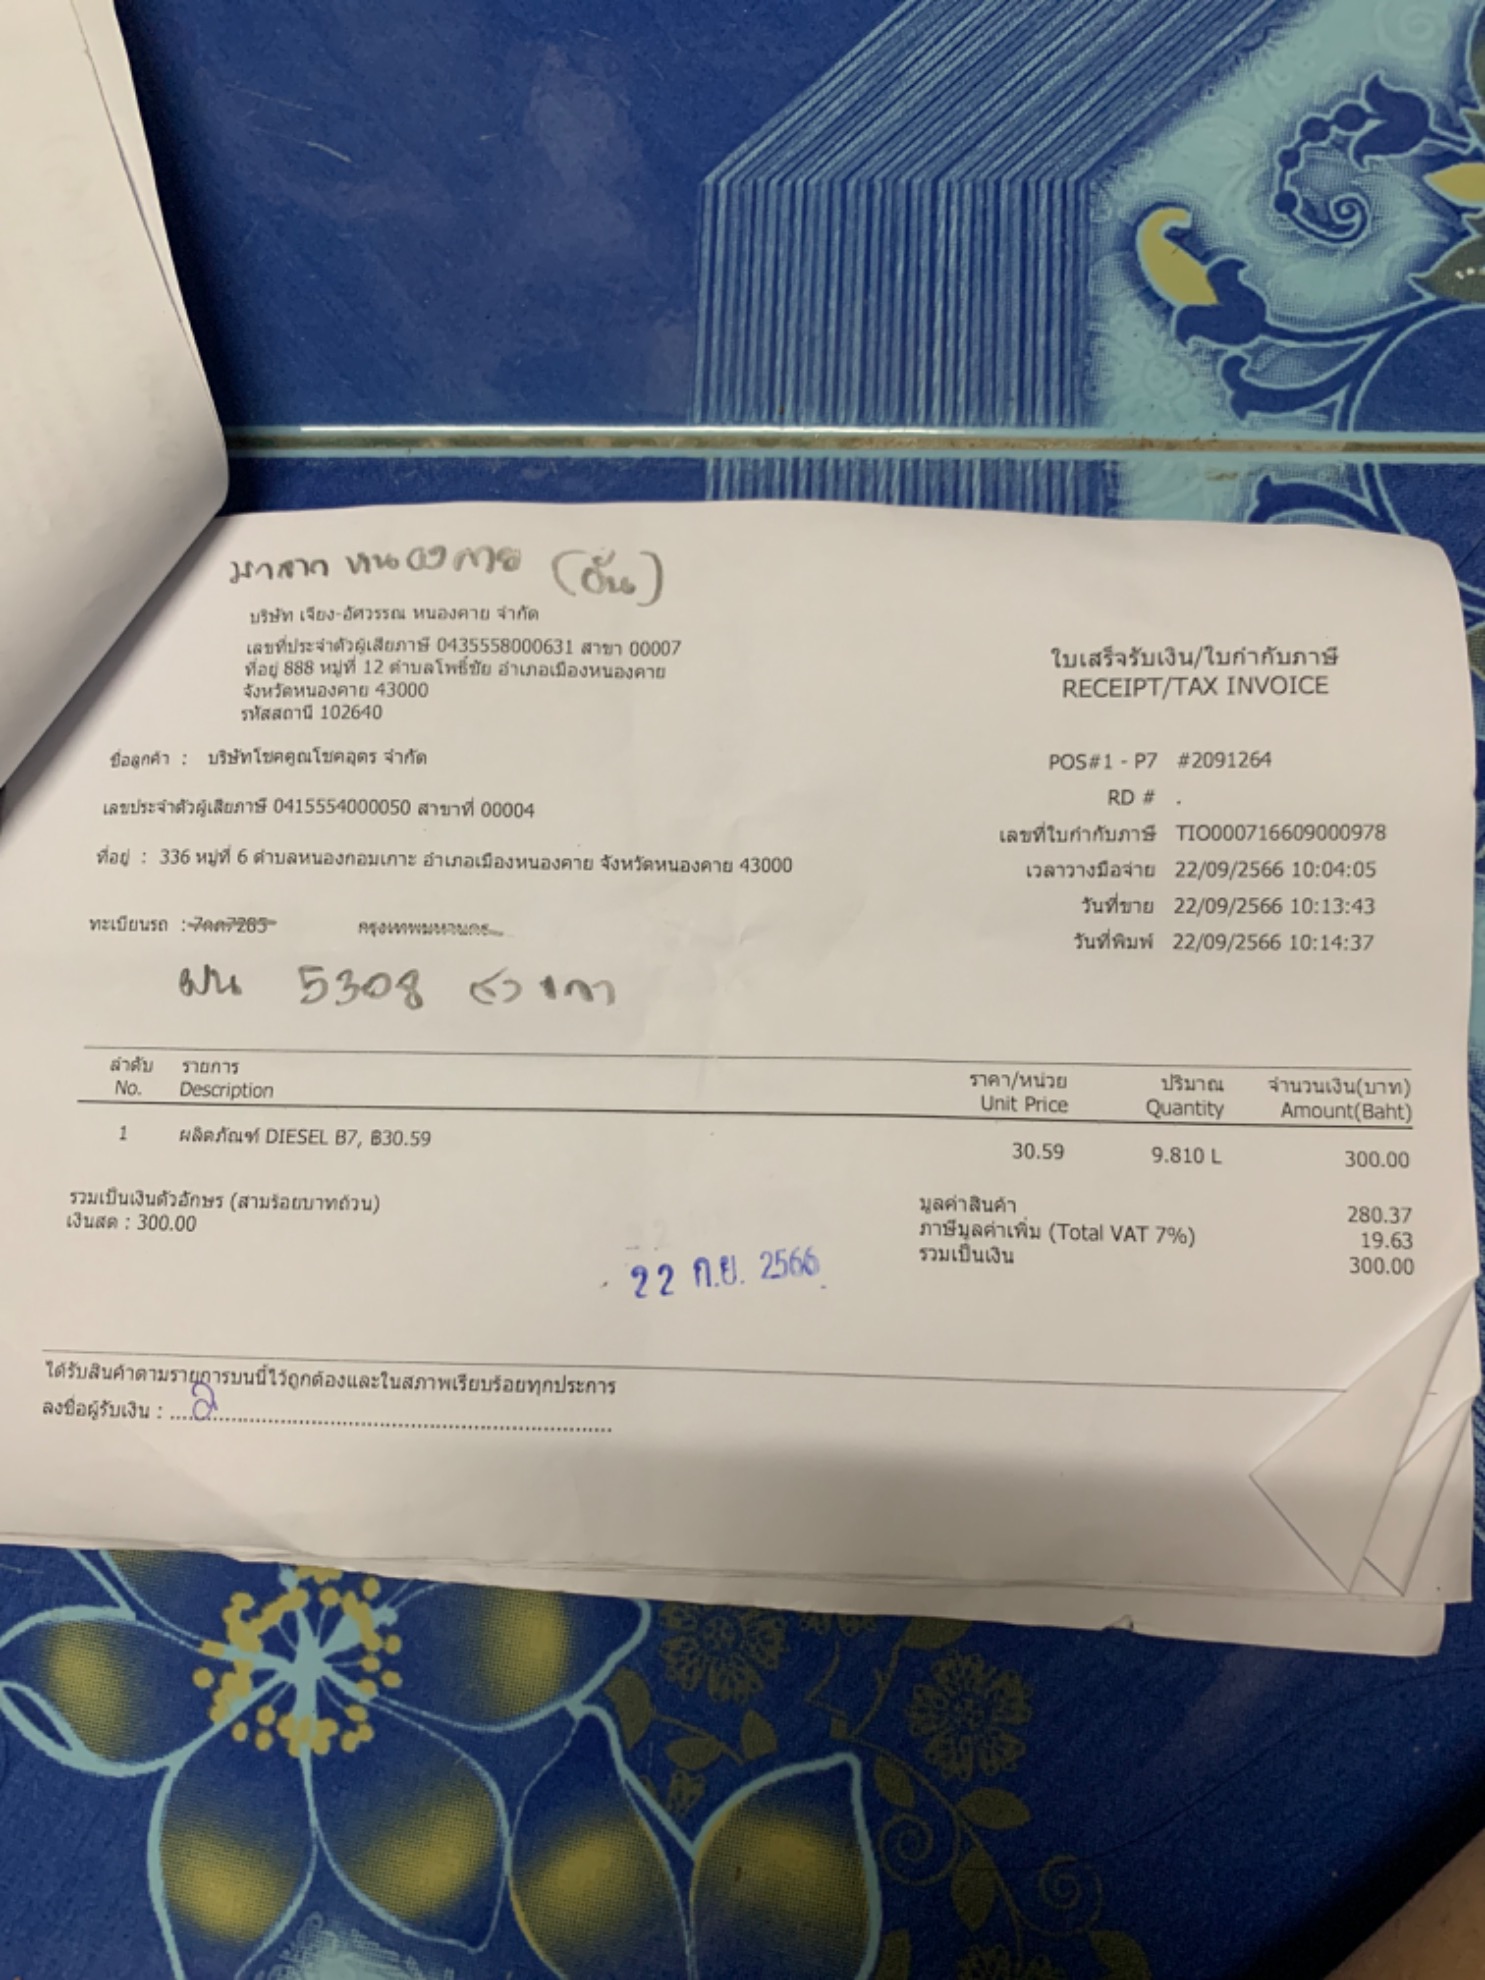 หนองคาย (อั๋น)
บริษัท เจียง-อัศวรรณ หนองคาย จำกัด
เลขที่ประจำตัวผู้เสียภาษี 0435558000631 สาขา 00007
ที่อยู่ 888 หมู่ที่ 12 ตำบลโพธิ์ชัย อำเภอเมืองหนองคาย
จังหวัดหนองคาย 43000
รหัสสถานี 102640
ใบเสร็จรับเงิน/ใบกำกับภาษี
RECEIPT/TAX INVOICE
ชื่อลูกค้า : บริษัทโชคคูณโชคอุดร จำกัด
เลขประจำตัวผู้เสียภาษี 0415554000050 สาขาที่ 00004
ที่อยู่ : 336 หมู่ที่ 6 ตำบลหนองกอมเกาะ อำเภอเมืองหนองคาย จังหวัดหนองคาย 43000
POS#1 - P7 #2091264
RD # .
เลขที่ใบกำกับภาษี TIO000716609000978
เวลาวางมือจ่าย 22/09/2566 10:04:05
วันที่ขาย 22/09/2566 10:13:43
วันที่พิมพ์ 22/09/2566 10:14:37
ทะเบียนรถ : 7กด7285 กรุงเทพมหานคร
ผน 5308
ลำดับ รายการ ราคา/หน่วย ปริมาณ จำนวนเงิน(บาท)
No. Description Unit Price Quantity Amount(Baht)
1 ผลิตภัณฑ์ DIESEL B7, ฿30.59 30.59 9.810 L 300.00
รวมเป็นเงินตัวอักษร (สามร้อยบาทถ้วน)
เงินสด : 300.00
มูลค่าสินค้า 280.37
ภาษีมูลค่าเพิ่ม (Total VAT 7%) 19.63
รวมเป็นเงิน 300.00
22 ก.ย. 2566
ได้รับสินค้าตามรายการบนนี้ไว้ถูกต้องและในสภาพเรียบร้อยทุกประการ
ลงชื่อผู้รับเงิน : ........................................